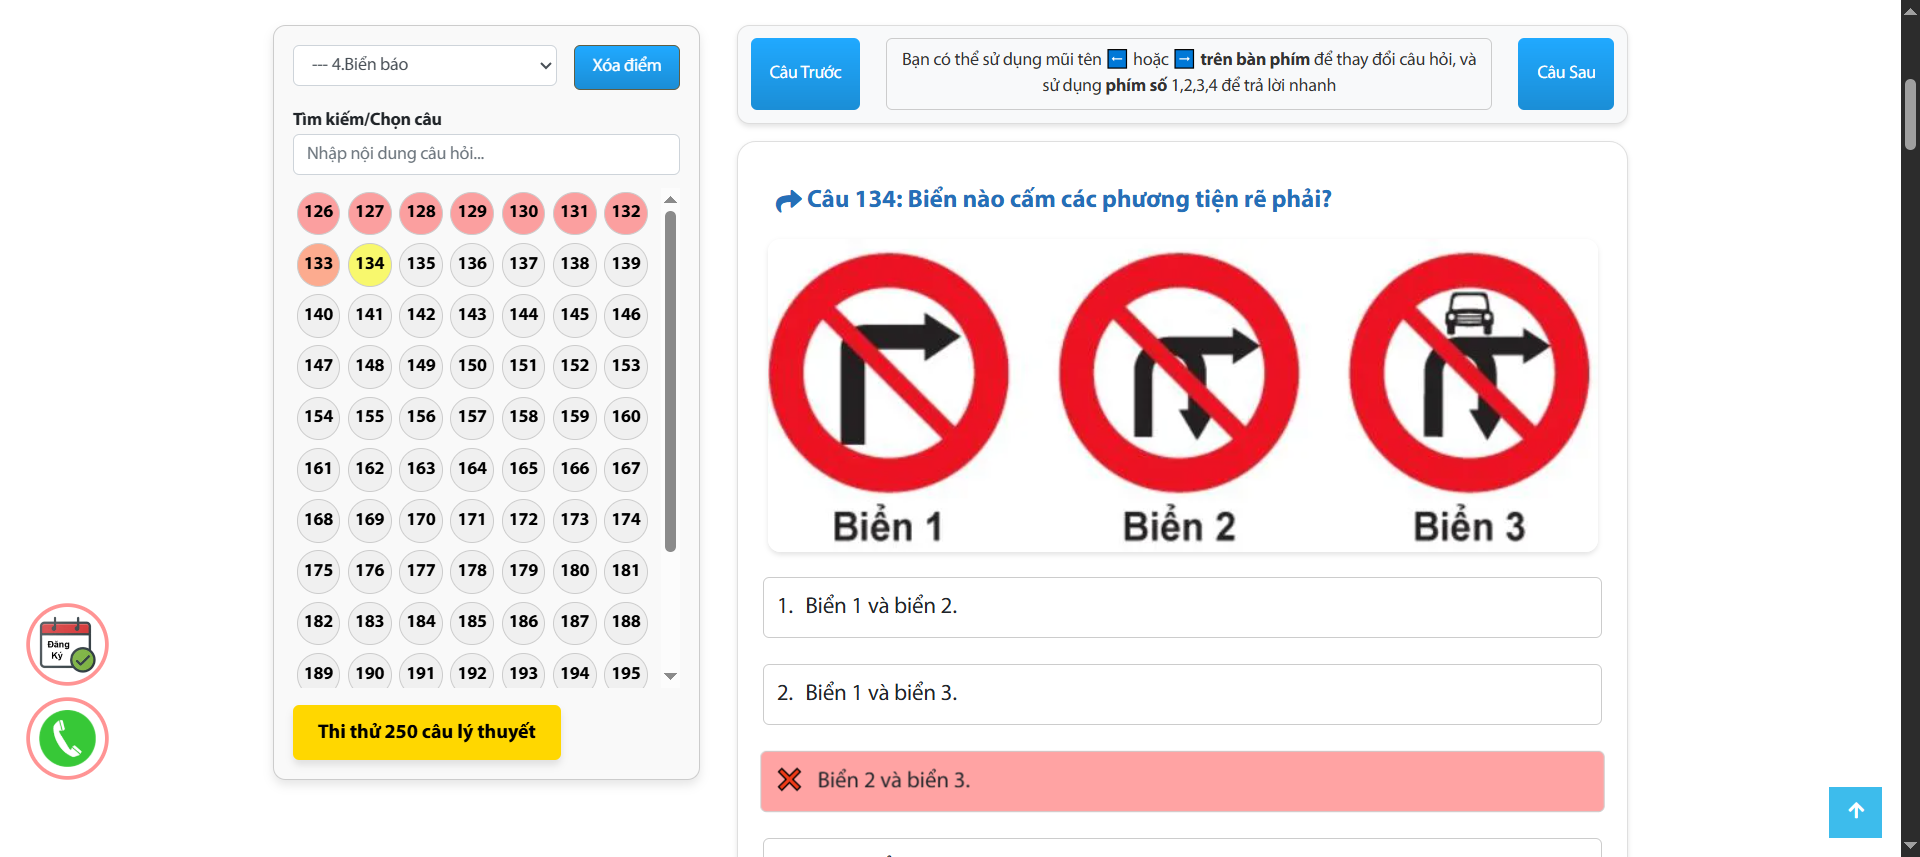 --- 4.Biển báo
Xóa điểm
Tìm kiếm/Chọn câu
Nhập nội dung câu hỏi...
126 127 128 129 130 131 132
133 134 135 136 137 138 139
140 141 142 143 144 145 146
147 148 149 150 151 152 153
154 155 156 157 158 159 160
161 162 163 164 165 166 167
168 169 170 171 172 173 174
175 176 177 178 179 180 181
182 183 184 185 186 187 188
189 190 191 192 193 194 195
Thi thử 250 câu lý thuyết
Đăng
Ký
Câu Trước
Bạn có thể sử dụng mũi tên ← hoặc → trên bàn phím để thay đổi câu hỏi, và
sử dụng phím số 1,2,3,4 để trả lời nhanh
Câu Sau
Câu 134: Biển nào cấm các phương tiện rẽ phải?
Biển 1
Biển 2
Biển 3
1. Biển 1 và biển 2.
2. Biển 1 và biển 3.
Biển 2 và biển 3.